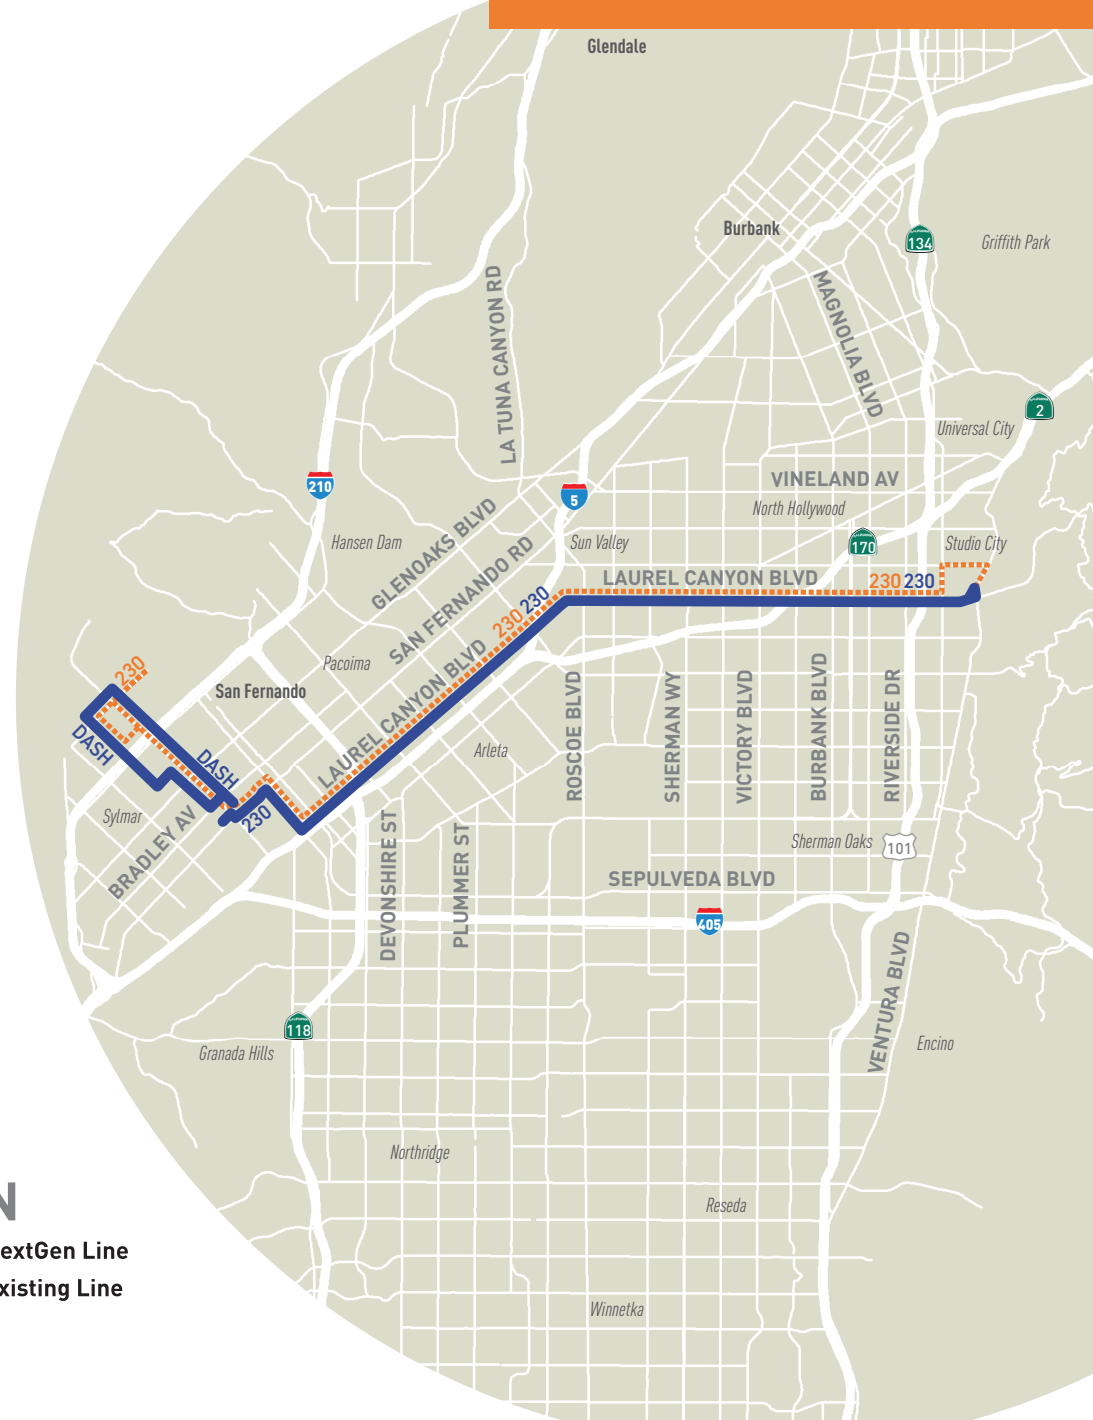 Glendale
Burbank
134
Griffith Park
LA TUNA CANYON RD
MAGNOLIA BLVD
2
Universal City
210
5
VINELAND AV
North Hollywood
GLENOAKS BLVD
Hansen Dam
SAN FERNANDO RD
Sun Valley
170
Studio City
LAUREL CANYON BLVD
230 230
230 230
LAUREL CANYON BLVD
Pacoima
230
San Fernando
DASH
DASH
230
Sylmar
BRADLEY AV
Arleta
ROSCOE BLVD
SHERMAN WY
VICTORY BLVD
BURBANK BLVD
RIVERSIDE DR
Sherman Oaks
101
DEVONSHIRE ST
PLUMMER ST
SEPULVEDA BLVD
405
VENTURA BLVD
118
Granada Hills
Encino
Northridge
Reseda
N
extGen Line
xisting Line
Winnetka